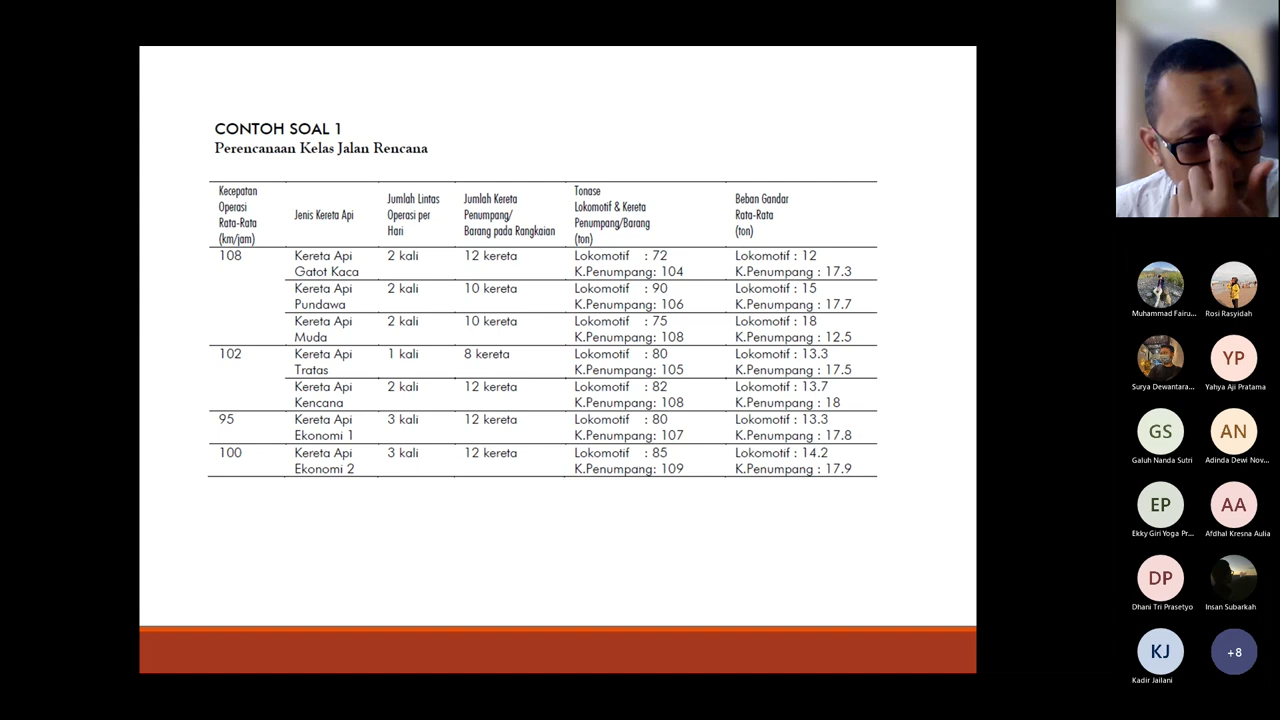 CONTOH SOAL 1
Perencanaan Kelas Jalan Rencana
Kecepatan
Operasi
Rata-Rata
(km/jam)
Jenis Kereta Api
Jumlah Lintas
Operasi per
Hari
Jumlah Kereta
Penumpang/
Barang pada Rangkaian
Tonase
Lokomotif & Kereta
Penumpang/Barang
(ton)
Beban Gandar
Rata-Rata
(ton)
108 Kereta Api 2 kali 12 kereta Lokomotif : 72 Lokomotif : 12
Gatot Kaca K.Penumpang: 104 K.Penumpang : 17.3
Kereta Api 2 kali 10 kereta Lokomotif : 90 Lokomotif : 15
Pundawa K.Penumpang: 106 K.Penumpang : 17.7
Kereta Api 2 kali 10 kereta Lokomotif : 75 Lokomotif : 18
Muda K.Penumpang: 108 K.Penumpang : 12.5
102 Kereta Api 1 kali 8 kereta Lokomotif : 80 Lokomotif : 13.3
Tratas K.Penumpang: 105 K.Penumpang : 17.5
Kereta Api 2 kali 12 kereta Lokomotif : 82 Lokomotif : 13.7
Kencana K.Penumpang: 108 K.Penumpang : 18
95 Kereta Api 3 kali 12 kereta Lokomotif : 80 Lokomotif : 13.3
Ekonomi 1 K.Penumpang: 107 K.Penumpang : 17.8
100 Kereta Api 3 kali 12 kereta Lokomotif : 85 Lokomotif : 14.2
Ekonomi 2 K.Penumpang: 109 K.Penumpang : 17.9
Muhammad Fairu... Rosi Rasyidah
YP
Surya Dewantara... Yahya Aji Pratama
GS AN
Galuh Nanda Sutri Adinda Dewi Nov...
EP AA
Ekky Giri Yoga Pr... Afdhal Kresna Aulia
DP
Dhani Tri Prasetyo Insan Subarkah
KJ +8
Kadir Jailani